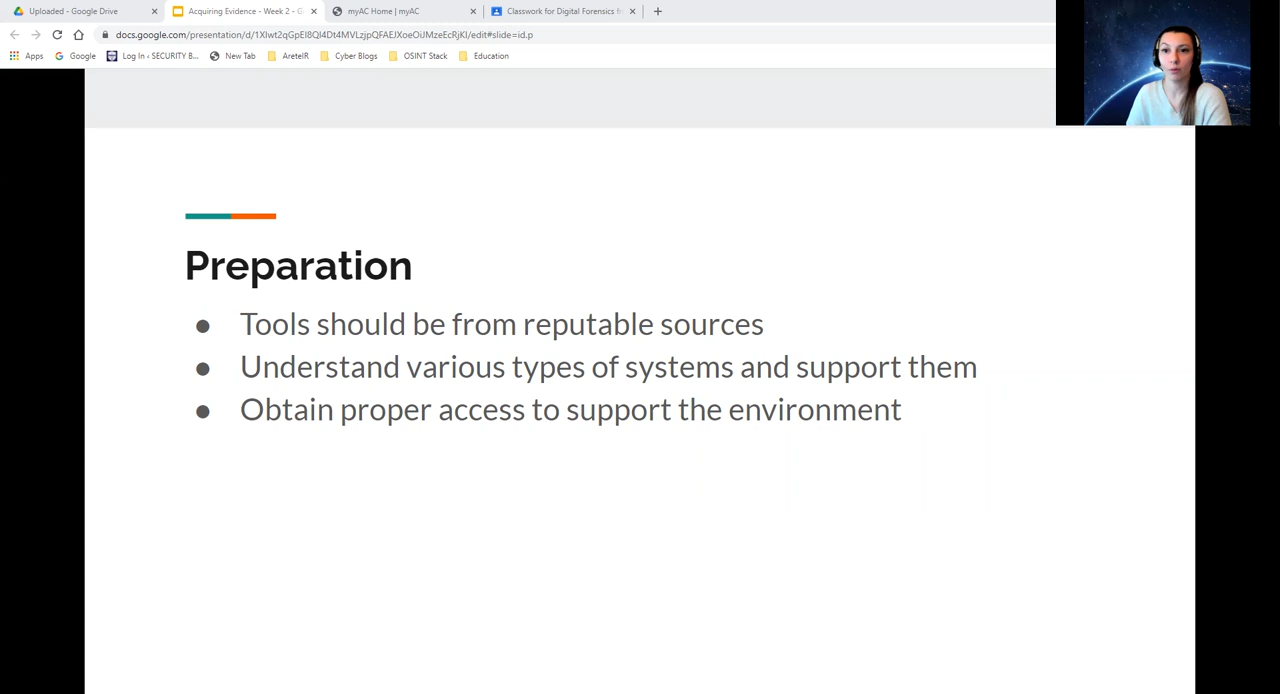 Uploaded - Google Drive
Acquiring Evidence - Week 2 - G
myAC Home | myAC
Classwork for Digital Forensics fr
docs.google.com/presentation/d/1XIwt2qGpEI8QI4Dt4MVLzjpQFAEJXoeOiJMzeEcRjKI/edit#slide=id.p
Apps
Google
Log In ‹ SECURITY B...
New Tab
AreteIR
Cyber Blogs
OSINT Stack
Education
Preparation
● Tools should be from reputable sources
● Understand various types of systems and support them
● Obtain proper access to support the environment